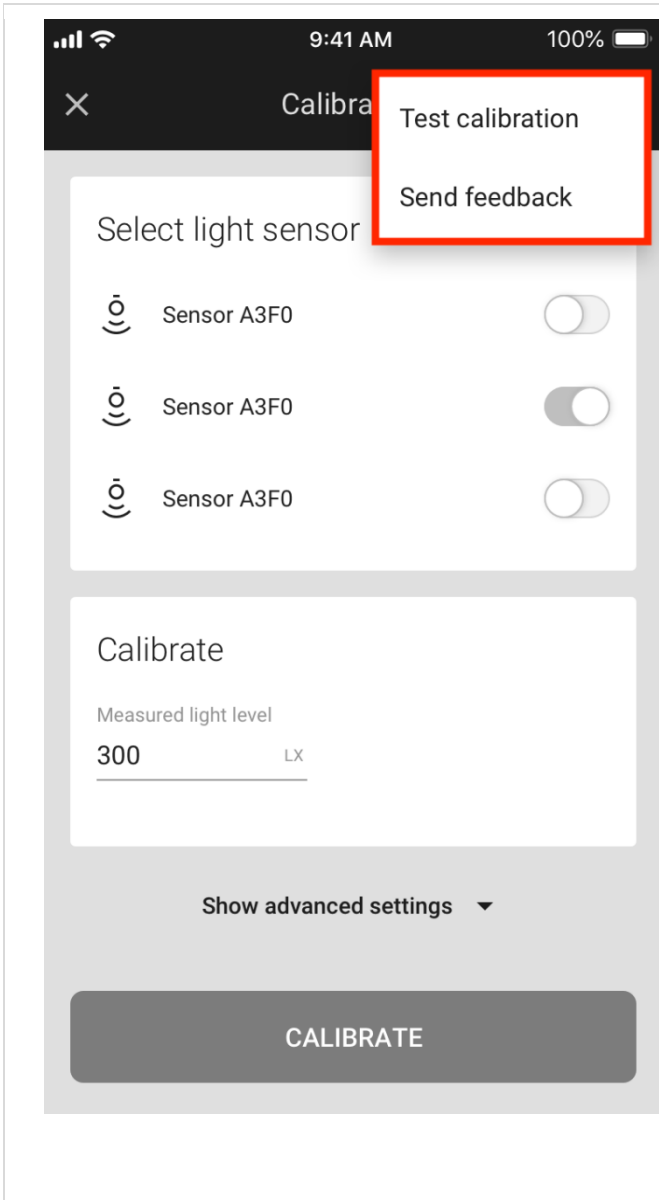 9:41 AM
100%
Calibra
Test calibration
Send feedback
Select light sensor
Sensor A3F0
Sensor A3F0
Sensor A3F0
Calibrate
Measured light level
300 LX
Show advanced settings
CALIBRATE